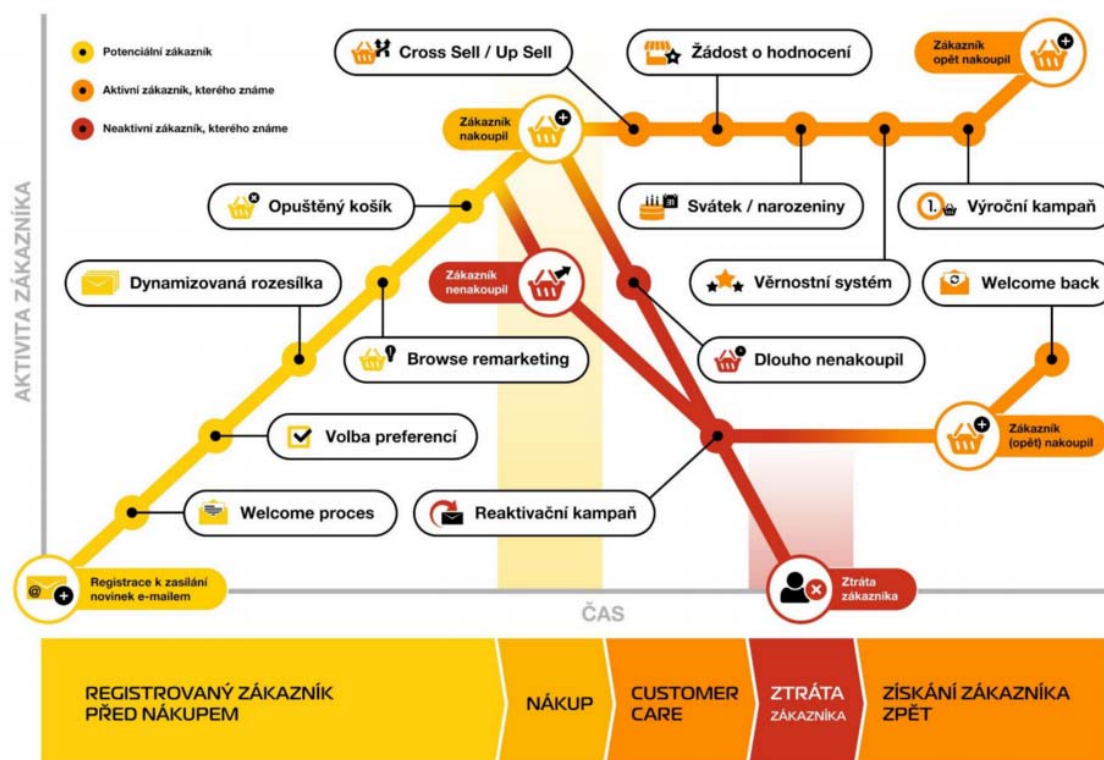 Potenciální zákazník
Aktivní zákazník, kterého známe
Neaktivní zákazník, kterého známe
Cross Sell / Up Sell
Žádost o hodnocení
Zákazník
opět nakoupil
Zákazník
nakoupil
Opuštěný košík
31
Svátek / narozeniny
1.
Výroční kampaň
Dynamizovaná rozesílka
Zákazník
nenakoupil
Věrnostní systém
Welcome back
Browse remarketing
Dlouho nenakoupil
Volba preferencí
Zákazník
(opět) nakoupil
Welcome proces
Reaktivační kampaň
@
Registrace k zasílání
novinek e-mailem
Ztráta
zákazníka
AKTIVITA ZÁKAZNÍKA
ČAS
REGISTROVANÝ ZÁKAZNÍK
PŘED NÁKUPEM
NÁKUP
CUSTOMER
CARE
ZTRÁTA
ZÁKAZNÍKA
ZÍSKÁNÍ ZÁKAZNÍKA
ZPĚT